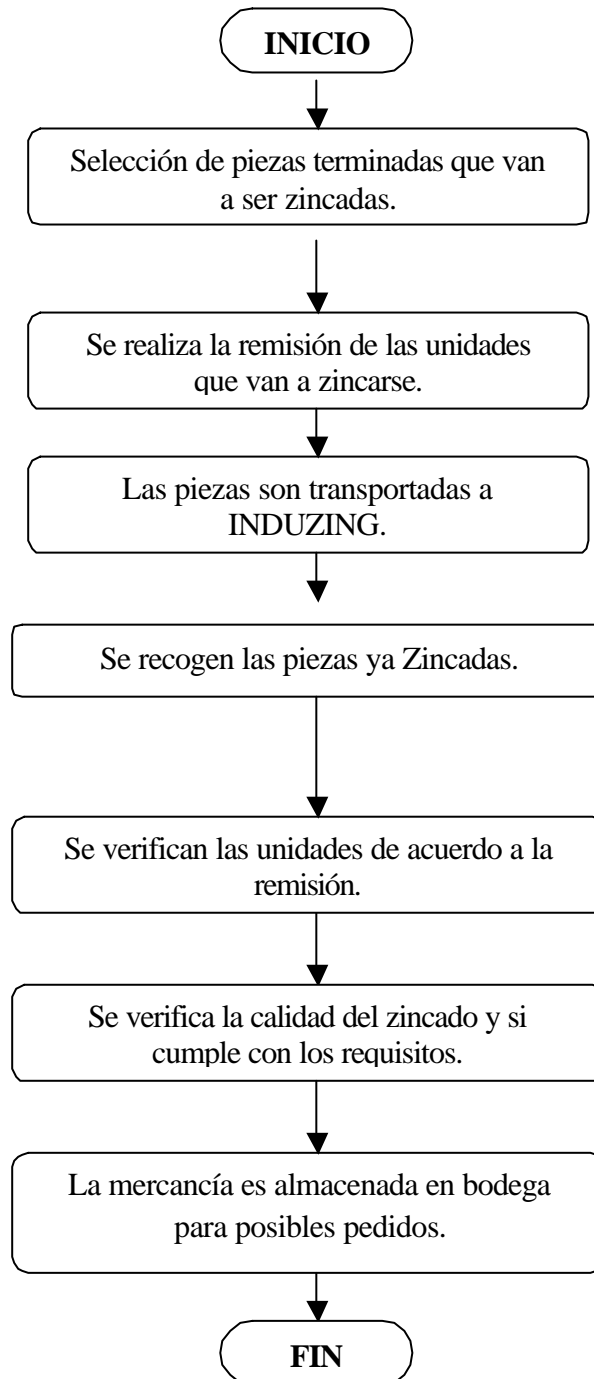 INICIO
Selección de piezas terminadas que van
a ser zincadas.
Se realiza la remisión de las unidades
que van a zincarse.
Las piezas son transportadas a
INDUZING.
Se recogen las piezas ya Zincadas.
Se verifican las unidades de acuerdo a la
remisión.
Se verifica la calidad del zincado y si
cumple con los requisitos.
La mercancía es almacenada en bodega
para posibles pedidos.
FIN